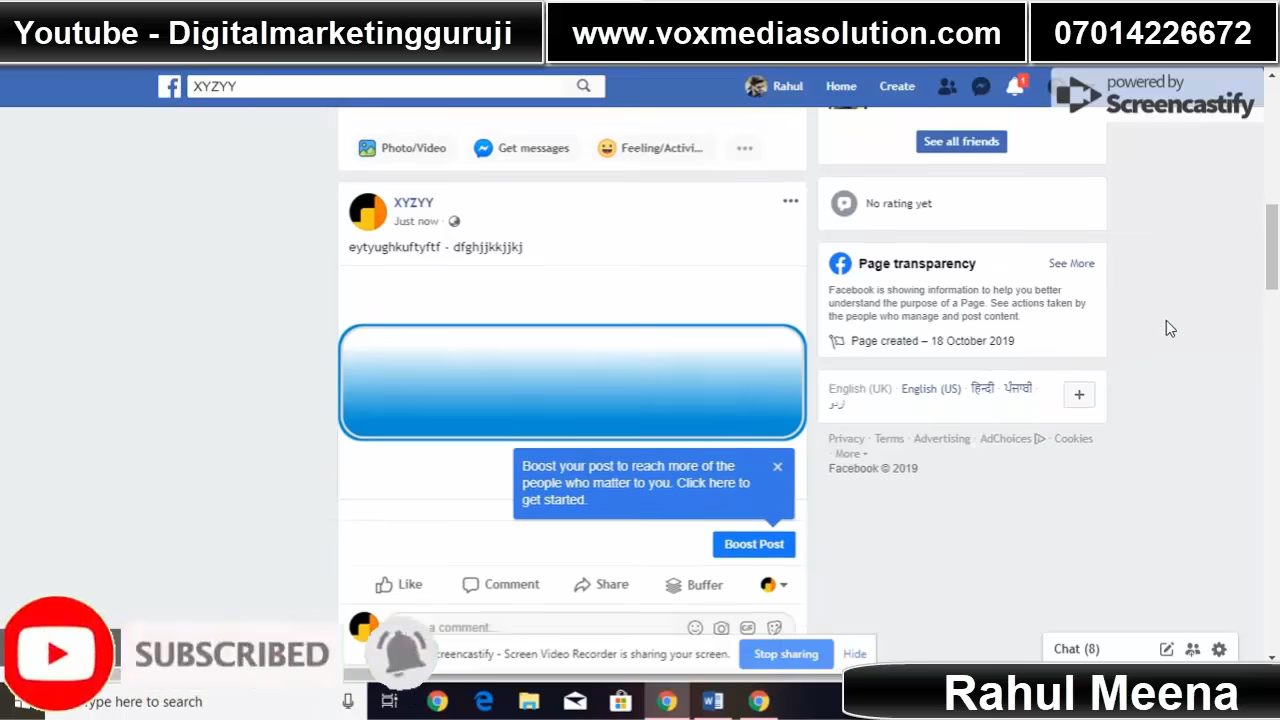 Youtube - Digitalmarketingguruji
www.voxmediasolution.com
07014226672
XYZYY
Rahul
Home
Create
1
powered by
Screencastify
Photo/Video
Get messages
Feeling/Activi...
See all friends
XYZYY
Just now ·
eytyughkuftyftf - dfghjjkkjjkj
No rating yet
Page transparency
See More
Facebook is showing information to help you better
understand the purpose of a Page. See actions taken by
the people who manage and post content.
Page created – 18 October 2019
English (UK) · English (US) · हिन्दी · ਪੰਜਾਬੀ ·
اردو
+
Privacy · Terms · Advertising · AdChoices · Cookies
· More
Facebook © 2019
Boost your post to reach more of the
people who matter to you. Click here to
get started.
Boost Post
Like
Comment
Share
Buffer
a comment...
GIF
SUBSCRIBED
creencastify - Screen Video Recorder is sharing your screen.
Stop sharing
Hide
Chat (8)
ype here to search
Rahul Meena